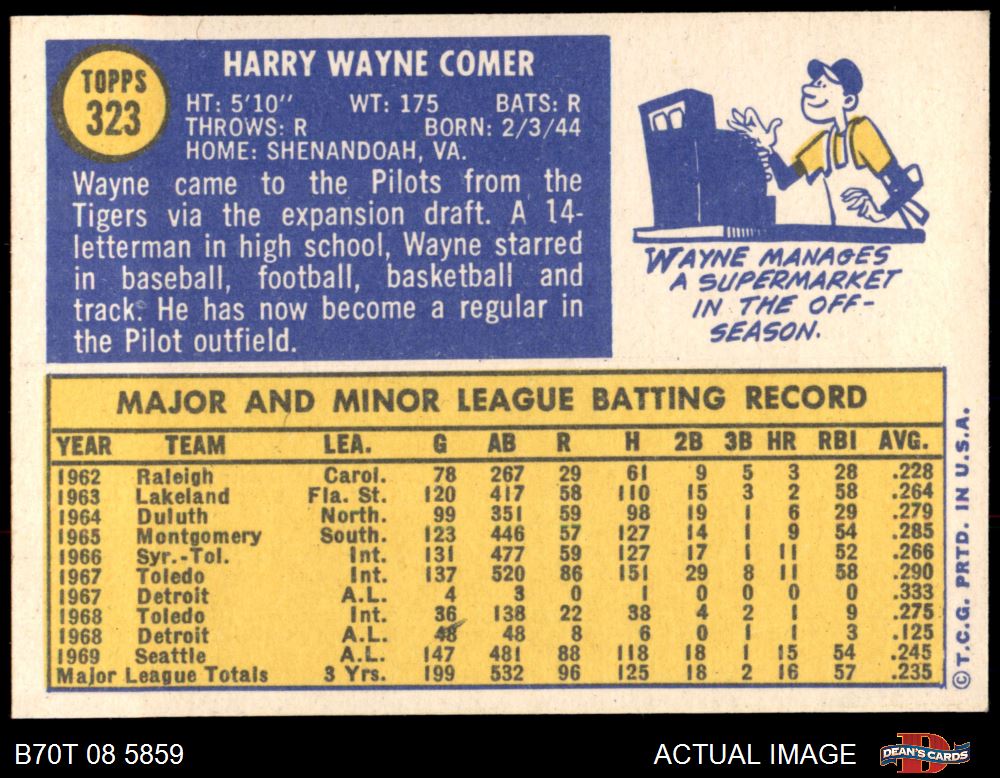 TOPPS
323
HARRY WAYNE COMER
HT: 5'10" WT: 175 BATS: R
THROWS: R BORN: 2/3/44
HOME: SHENANDOAH, VA.
Wayne came to the Pilots from the
Tigers via the expansion draft. A 14-
letterman in high school, Wayne starred
in baseball, football, basketball and
track. He has now become a regular in
the Pilot outfield.
WAYNE MANAGES
A SUPERMARKET
IN THE OFF-
SEASON.
MAJOR AND MINOR LEAGUE BATTING RECORD
YEAR TEAM LEA. G AB R H 2B 3B HR RBI AVG.
1962 Raleigh Carol. 78 267 29 61 9 5 3 28 .228
1963 Lakeland Fla. St. 120 417 58 110 15 3 2 58 .264
1964 Duluth North. 99 351 59 98 19 1 6 29 .279
1965 Montgomery South. 123 446 57 127 14 1 9 54 .285
1966 Syr.-Tol. Int. 131 477 59 127 17 1 11 52 .266
1967 Toledo Int. 137 520 86 151 29 8 11 58 .290
1967 Detroit A.L. 4 3 0 1 0 0 0 0 .333
1968 Toledo Int. 36 138 22 38 4 2 1 9 .275
1968 Detroit A.L. 48 48 8 6 0 1 1 3 .125
1969 Seattle A.L. 147 481 88 118 18 1 15 54 .245
Major League Totals 3 Yrs. 199 532 96 125 18 2 16 57 .235
©T.C.G. PRTD. IN U.S.A.
B70T 08 5859
ACTUAL IMAGE
DEAN'S CARDS